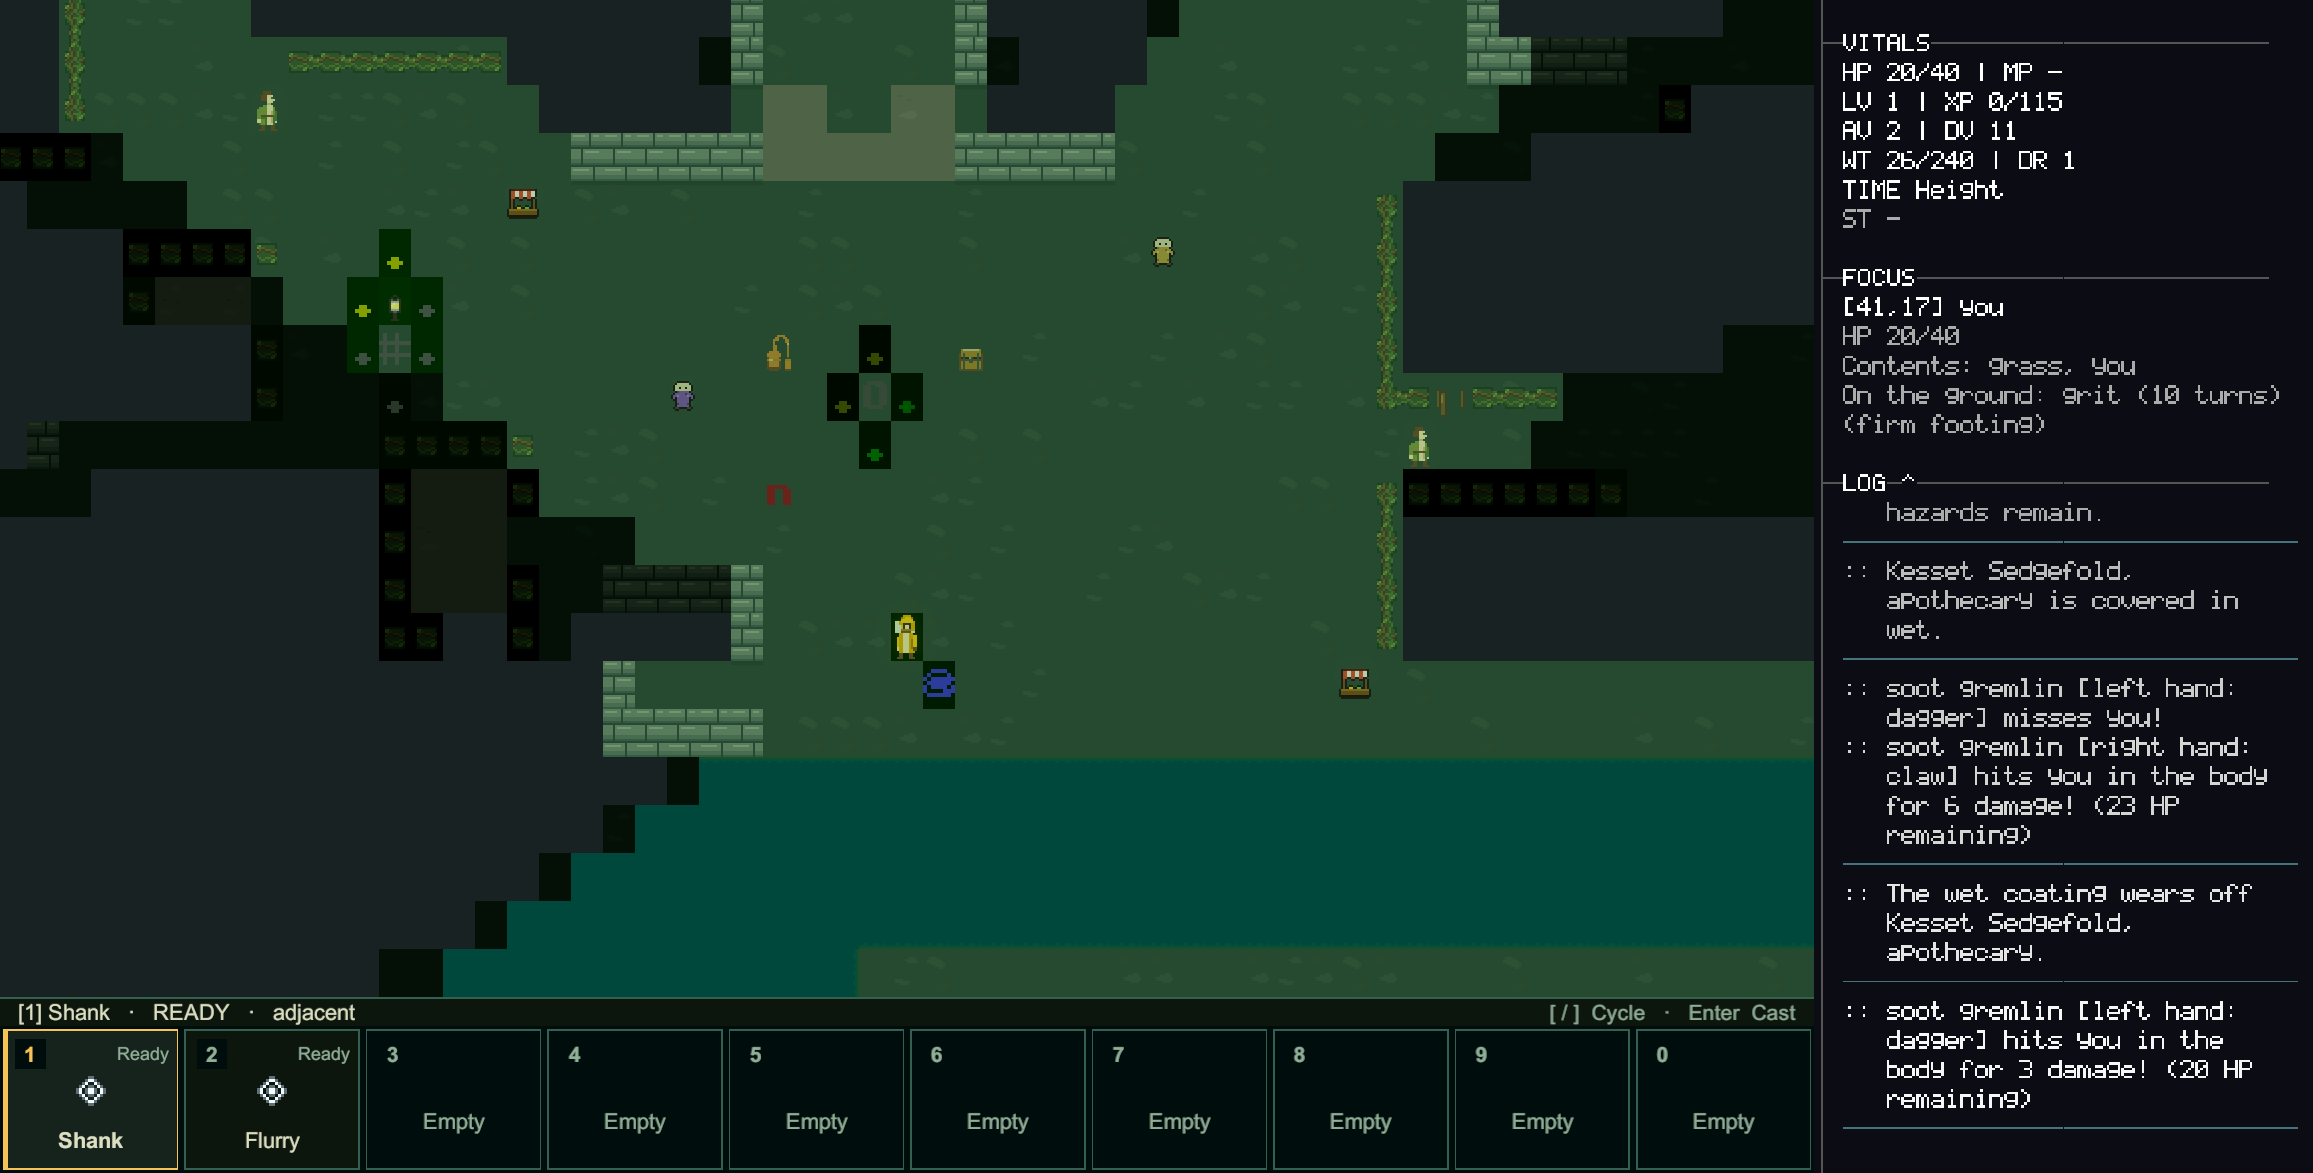 VITALS
HP 20/40 | MP -
LV 1 | XP 0/115
AV 2 | DV 11
WT 26/240 | DR 1
TIME Height
ST -
FOCUS
[41,17] You
HP 20/40
Contents: grass, You
On the ground: grit (10 turns)
(firm footing)
LOG ^
hazards remain.
:: Kesset Sedgefold,
apothecary is covered in
wet.
:: soot gremlin [left hand:
dagger] misses you!
:: soot gremlin [right hand:
claw] hits you in the body
for 6 damage! (23 HP
remaining)
:: The wet coating wears off
Kesset Sedgefold,
apothecary.
:: soot gremlin [left hand:
dagger] hits you in the
body for 3 damage! (20 HP
remaining)
[1] Shank · READY · adjacent
[ / ] Cycle · Enter Cast
1 Ready
Shank
2 Ready
Flurry
3
Empty
4
Empty
5
Empty
6
Empty
7
Empty
8
Empty
9
Empty
0
Empty